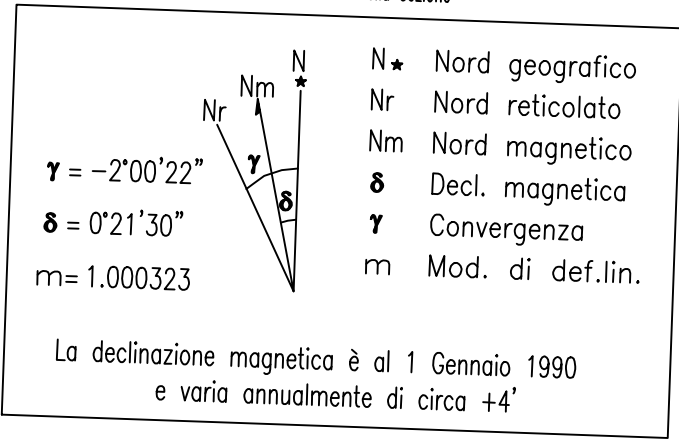 N
Nm
Nr
γ
δ
γ = -2°00'22"
δ = 0°21'30"
m= 1.000323
N★ Nord geografico
Nr Nord reticolato
Nm Nord magnetico
δ Decl. magnetica
γ Convergenza
m Mod. di def.lin.
La declinazione magnetica è al 1 Gennaio 1990
e varia annualmente di circa +4'